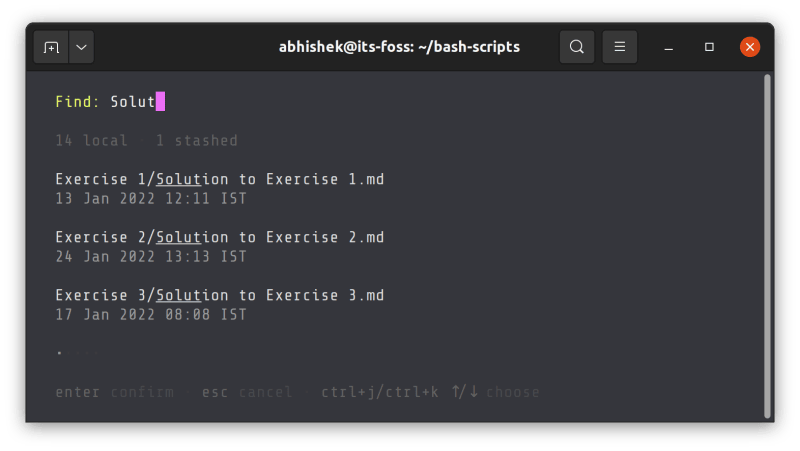 abhishek@its-foss: ~/bash-scripts
Find: Solut
14 local · 1 stashed
Exercise 1/Solution to Exercise 1.md
13 Jan 2022 12:11 IST
Exercise 2/Solution to Exercise 2.md
24 Jan 2022 13:13 IST
Exercise 3/Solution to Exercise 3.md
17 Jan 2022 08:08 IST
•••••
enter confirm · esc cancel · ctrl+j/ctrl+k ↑/↓ choose